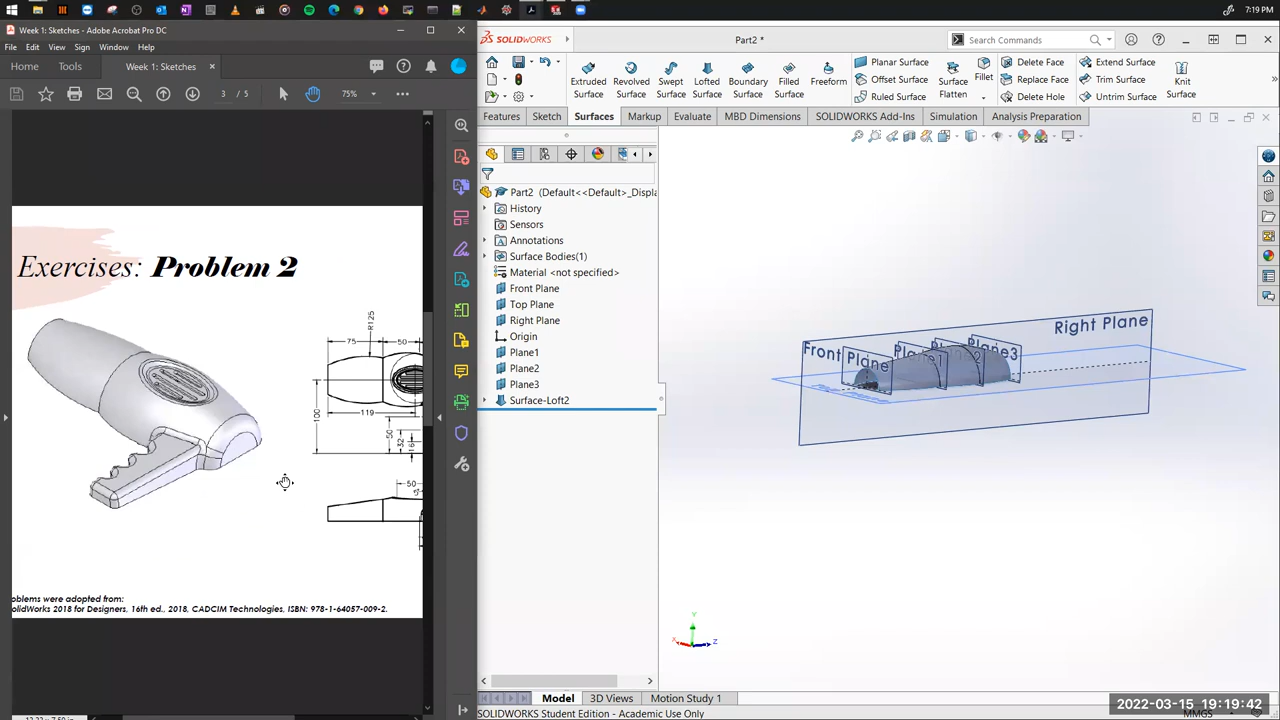 7:19 PM
Week 1: Sketches - Adobe Acrobat Pro DC
File Edit View Sign Window Help
Home Tools Week 1: Sketches ×
3 / 5 75%
Exercises: Problem 2
R125
75 50
100
119
50
32
16
50
oblems were adopted from:
olidWorks 2018 for Designers, 16th ed., 2018, CADCIM Technologies, ISBN: 978-1-64057-009-2.
SOLIDWORKS Part2 * Search Commands
Extruded Surface
Revolved Surface
Swept Surface
Lofted Surface
Boundary Surface
Filled Surface
Freeform
Planar Surface
Offset Surface
Ruled Surface
Surface Flatten
Fillet
Delete Face
Replace Face
Delete Hole
Extend Surface
Trim Surface
Untrim Surface
Knit Surface
Features Sketch Surfaces Markup Evaluate MBD Dimensions SOLIDWORKS Add-Ins Simulation Analysis Preparation
Part2 (Default<<Default>_Displa
History
Sensors
Annotations
Surface Bodies(1)
Material <not specified>
Front Plane
Top Plane
Right Plane
Origin
Plane1
Plane2
Plane3
Surface-Loft2
Right Plane
Front Plane
Plane3
Y
X
Z
Model 3D Views Motion Study 1
SOLIDWORKS Student Edition - Academic Use Only
MMGS
2022-03-15 19:19:42